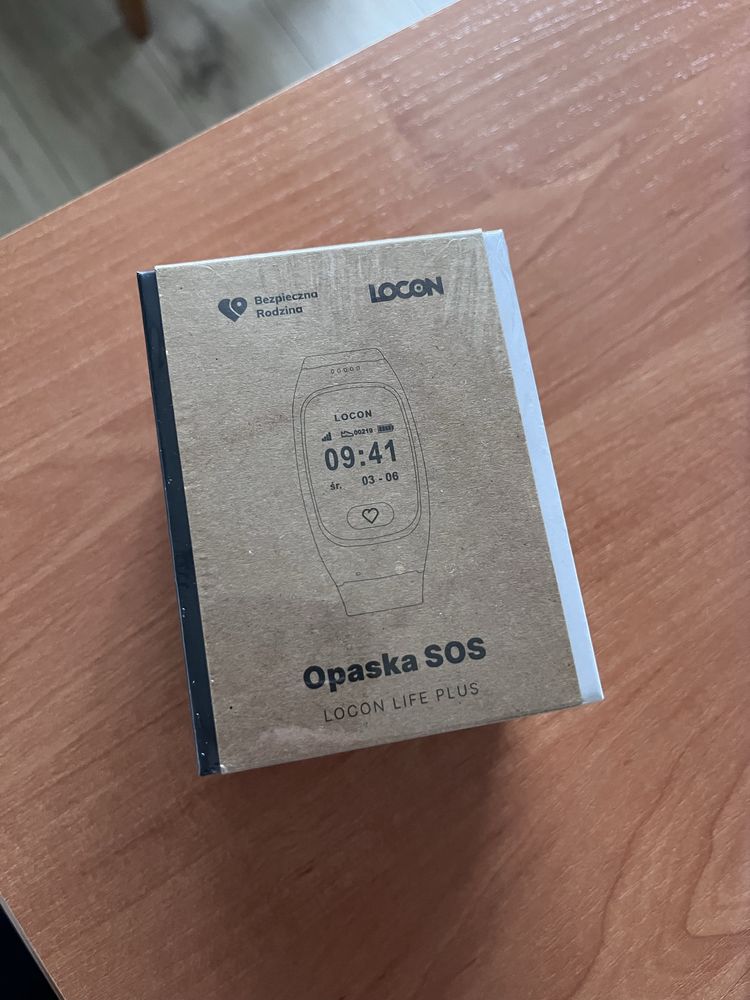 Bezpieczna
Rodzina
LOCON
LOCON
00219
09:41
śr. 03 - 06
Opaska SOS
LOCON LIFE PLUS